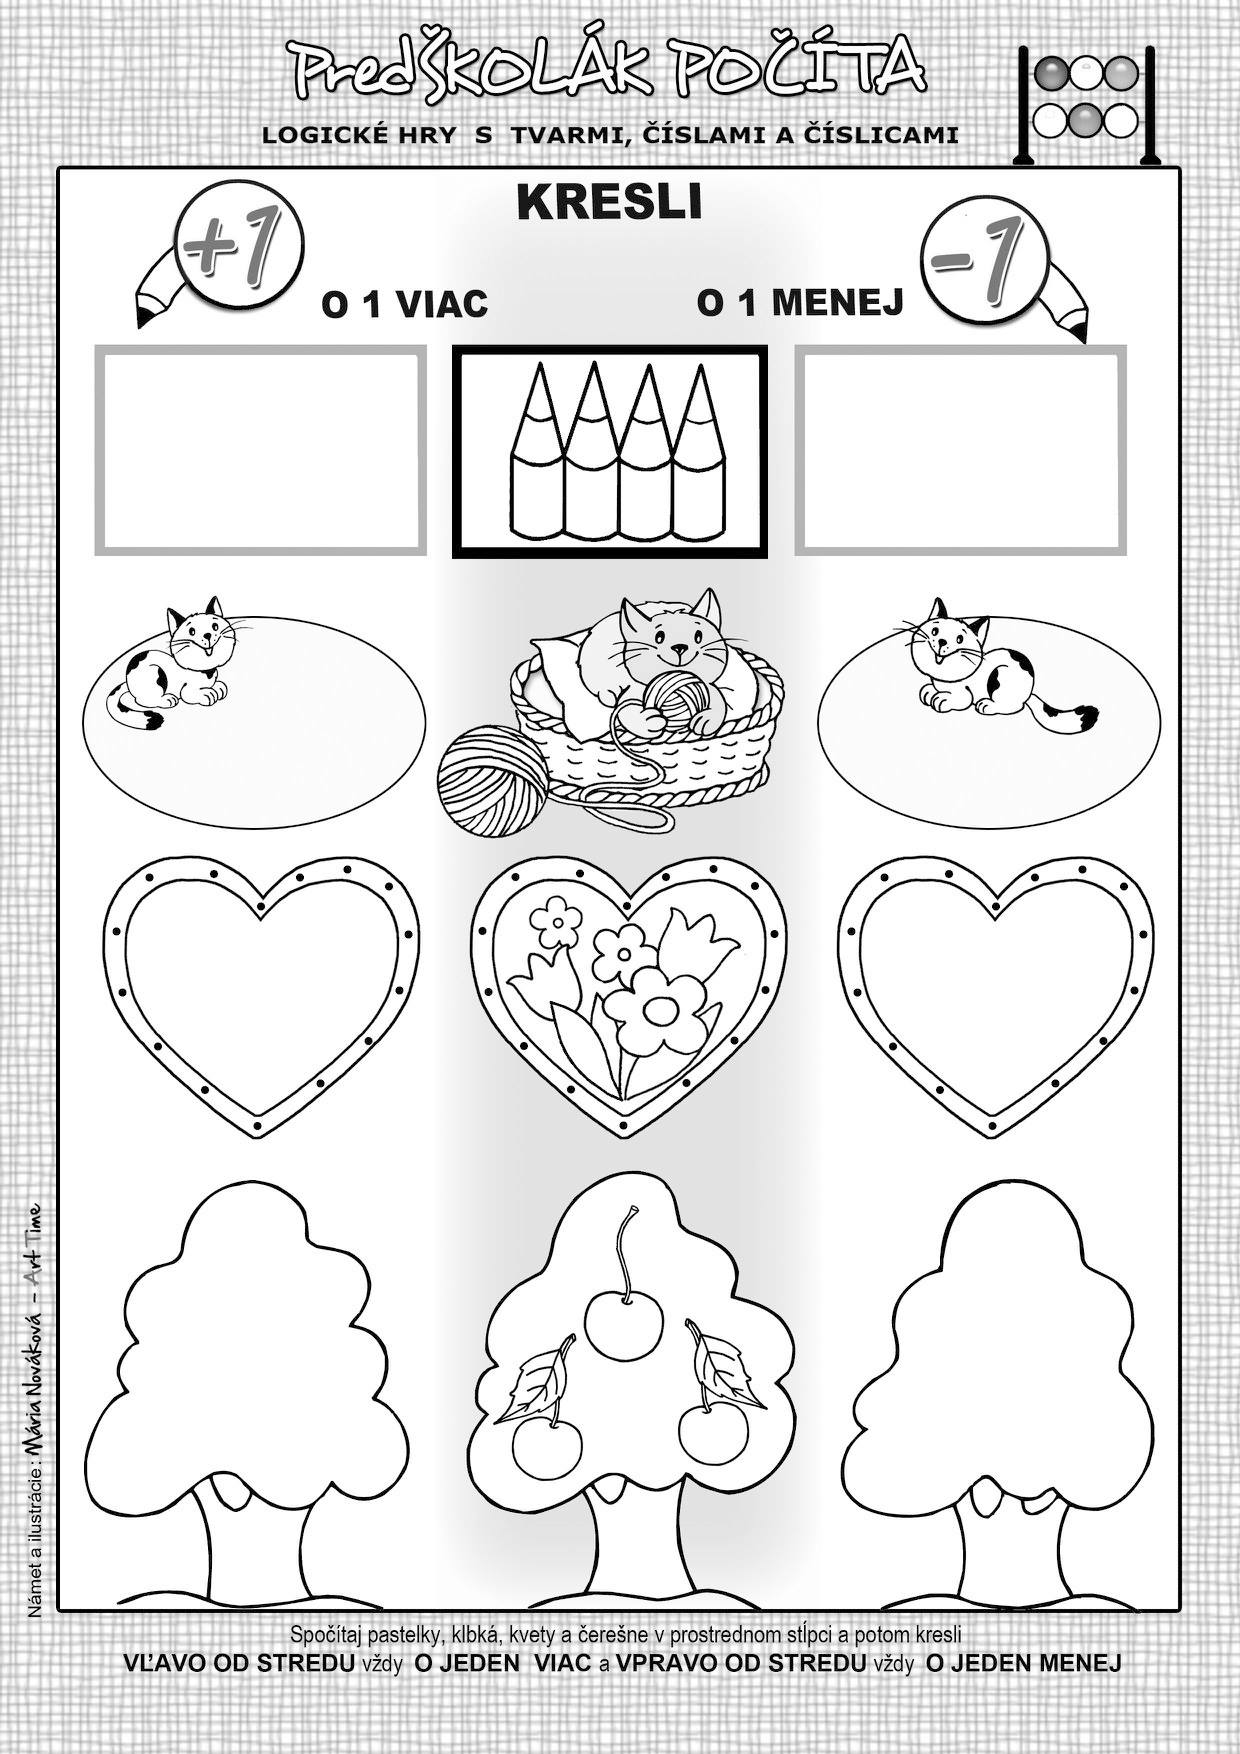 PredŠKOLÁK POČÍTA
LOGICKÉ HRY S TVARMI, ČÍSLAMI A ČÍSLICAMI
KRESLI
+1
-1
O 1 VIAC
O 1 MENEJ
Námet a ilustrácie: Mária Nováková - Art Time
Spočítaj pastelky, klbká, kvety a čerešne v prostrednom stĺpci a potom kresli
VĽAVO OD STREDU vždy O JEDEN VIAC a VPRAVO OD STREDU vždy O JEDEN MENEJ